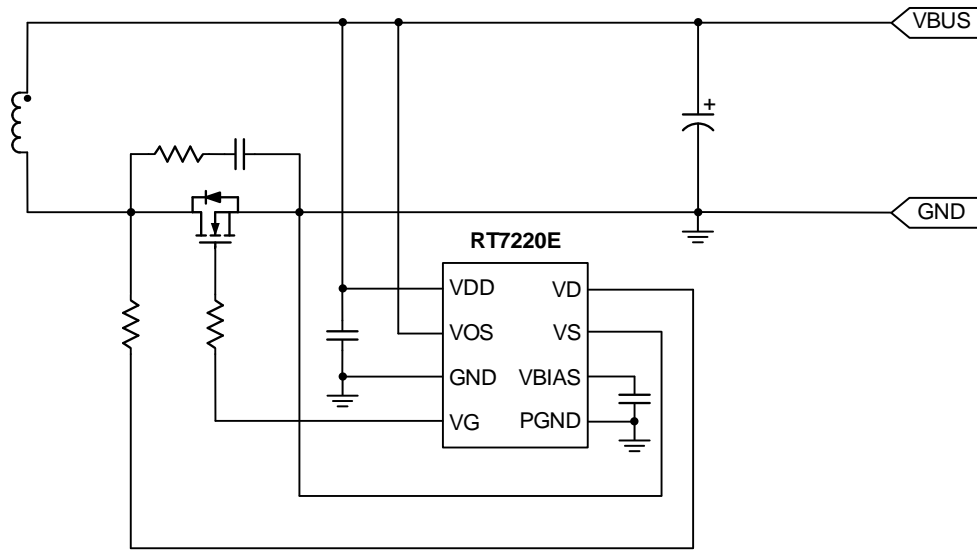 VBUS
+
GND
RT7220E
VDD
VD
VOS
VS
GND
VBIAS
VG
PGND